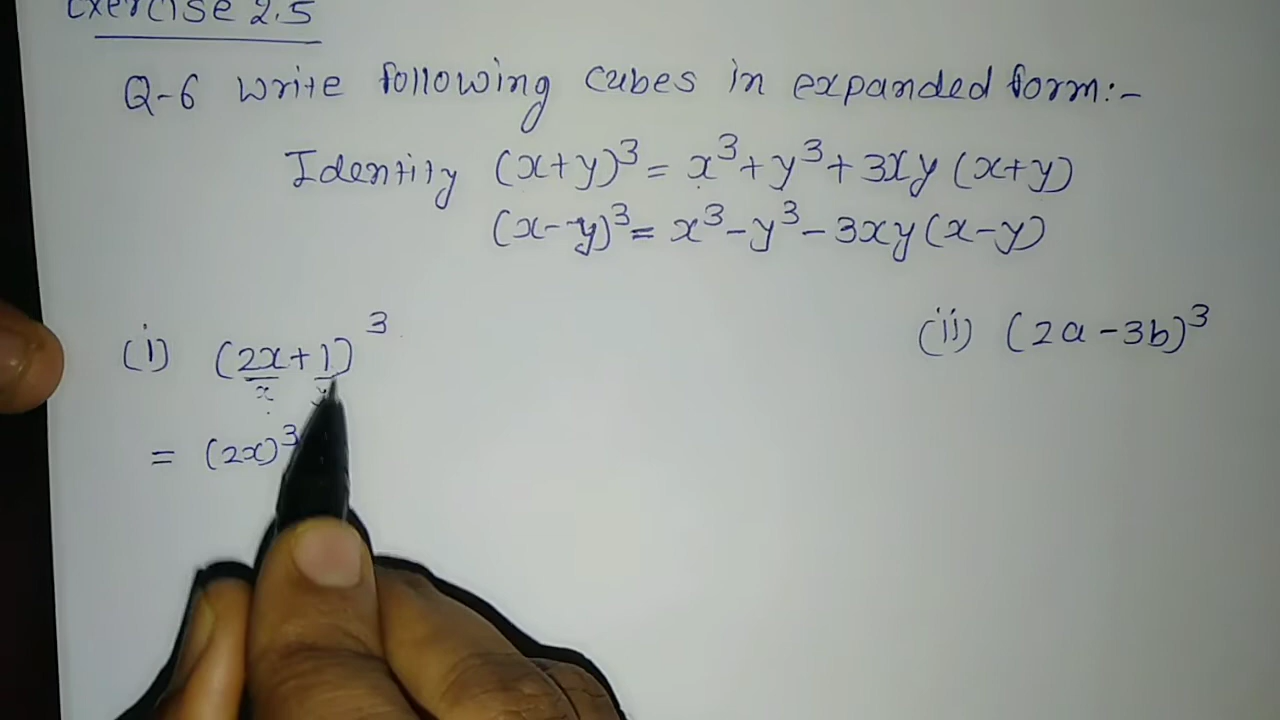 Exercise 2.5
Q-6 Write following cubes in expanded form:-
Identity (x+y)³ = x³+y³+3xy(x+y)
(x-y)³ = x³-y³-3xy(x-y)
(i) (2x+1)³
x y
(ii) (2a-3b)³
= (2x)³